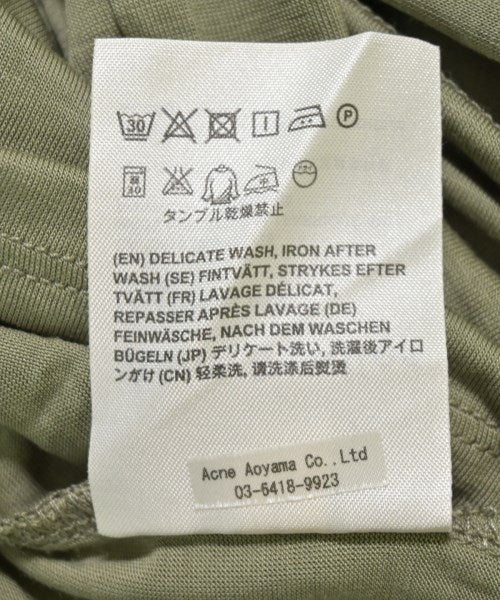 30
P
30
タンブル乾燥禁止
(EN) DELICATE WASH, IRON AFTER
WASH (SE) FINTVÄTT, STRYKES EFTER
TVÄTT (FR) LAVAGE DÉLICAT,
REPASSER APRÈS LAVAGE (DE)
FEINWÄSCHE, NACH DEM WASCHEN
BÜGELN (JP) デリケート洗い, 洗濯後アイロ
ンがけ (CN) 轻柔洗, 请洗涤后熨烫
Acne Aoyama Co.,Ltd
03-6418-9923